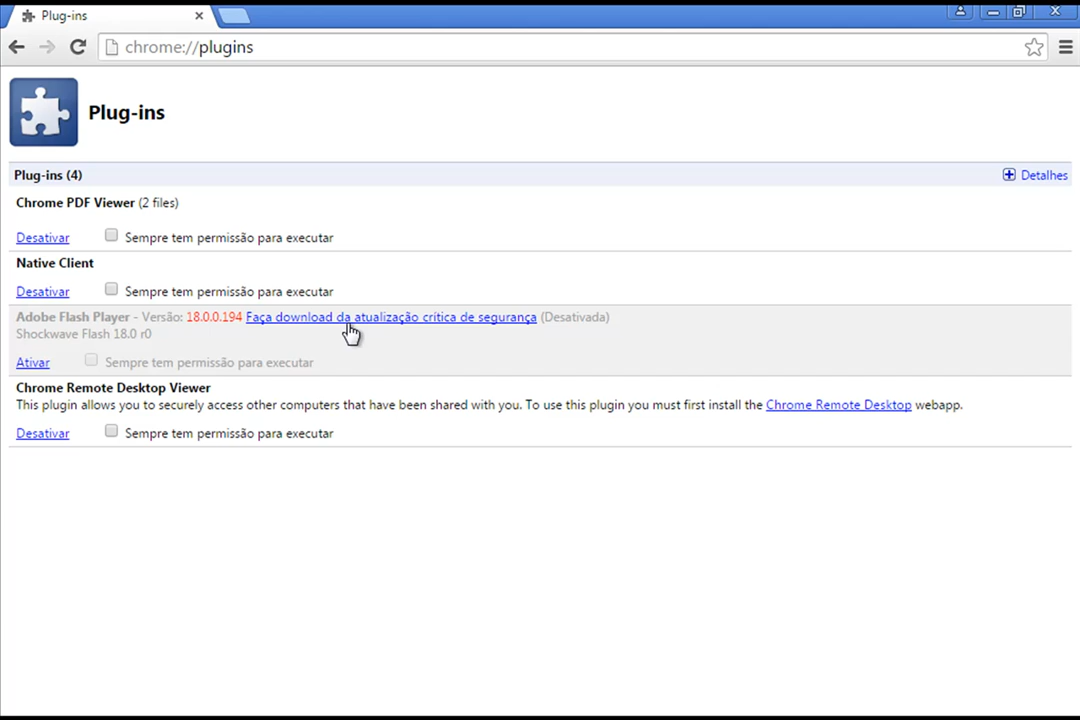 Plug-ins
chrome://plugins
Plug-ins
Plug-ins (4)
Detalhes
Chrome PDF Viewer (2 files)
Desativar Sempre tem permissão para executar
Native Client
Desativar Sempre tem permissão para executar
Adobe Flash Player - Versão: 18.0.0.194 Faça download da atualização crítica de segurança (Desativada)
Shockwave Flash 18.0 r0
Ativar Sempre tem permissão para executar
Chrome Remote Desktop Viewer
This plugin allows you to securely access other computers that have been shared with you. To use this plugin you must first install the Chrome Remote Desktop webapp.
Desativar Sempre tem permissão para executar